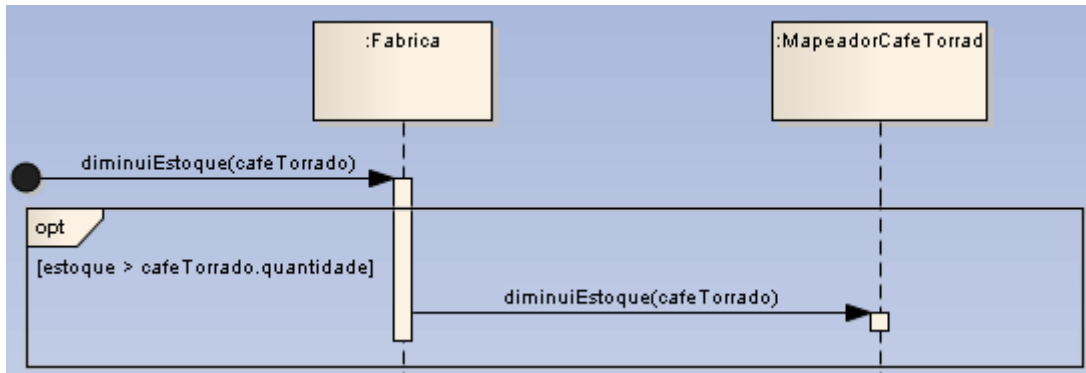 :Fabrica
:MapeadorCafeTorrad
diminuiEstoque(cafeTorrado)
opt
[estoque > cafeTorrado.quantidade]
diminuiEstoque(cafeTorrado)